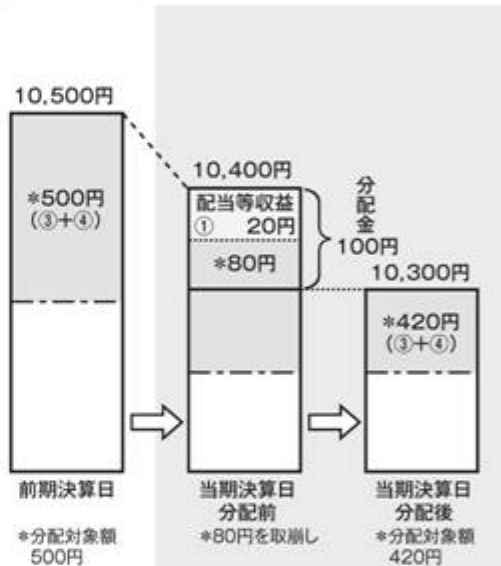 10,500円
*500円
(③+④)
前期決算日
*分配対象額
500円
10,400円
配当等収益
① 20円
*80円
分配金
100円
当期決算日
分配前
*80円を取崩し
10,300円
*420円
(③+④)
当期決算日
分配後
*分配対象額
420円